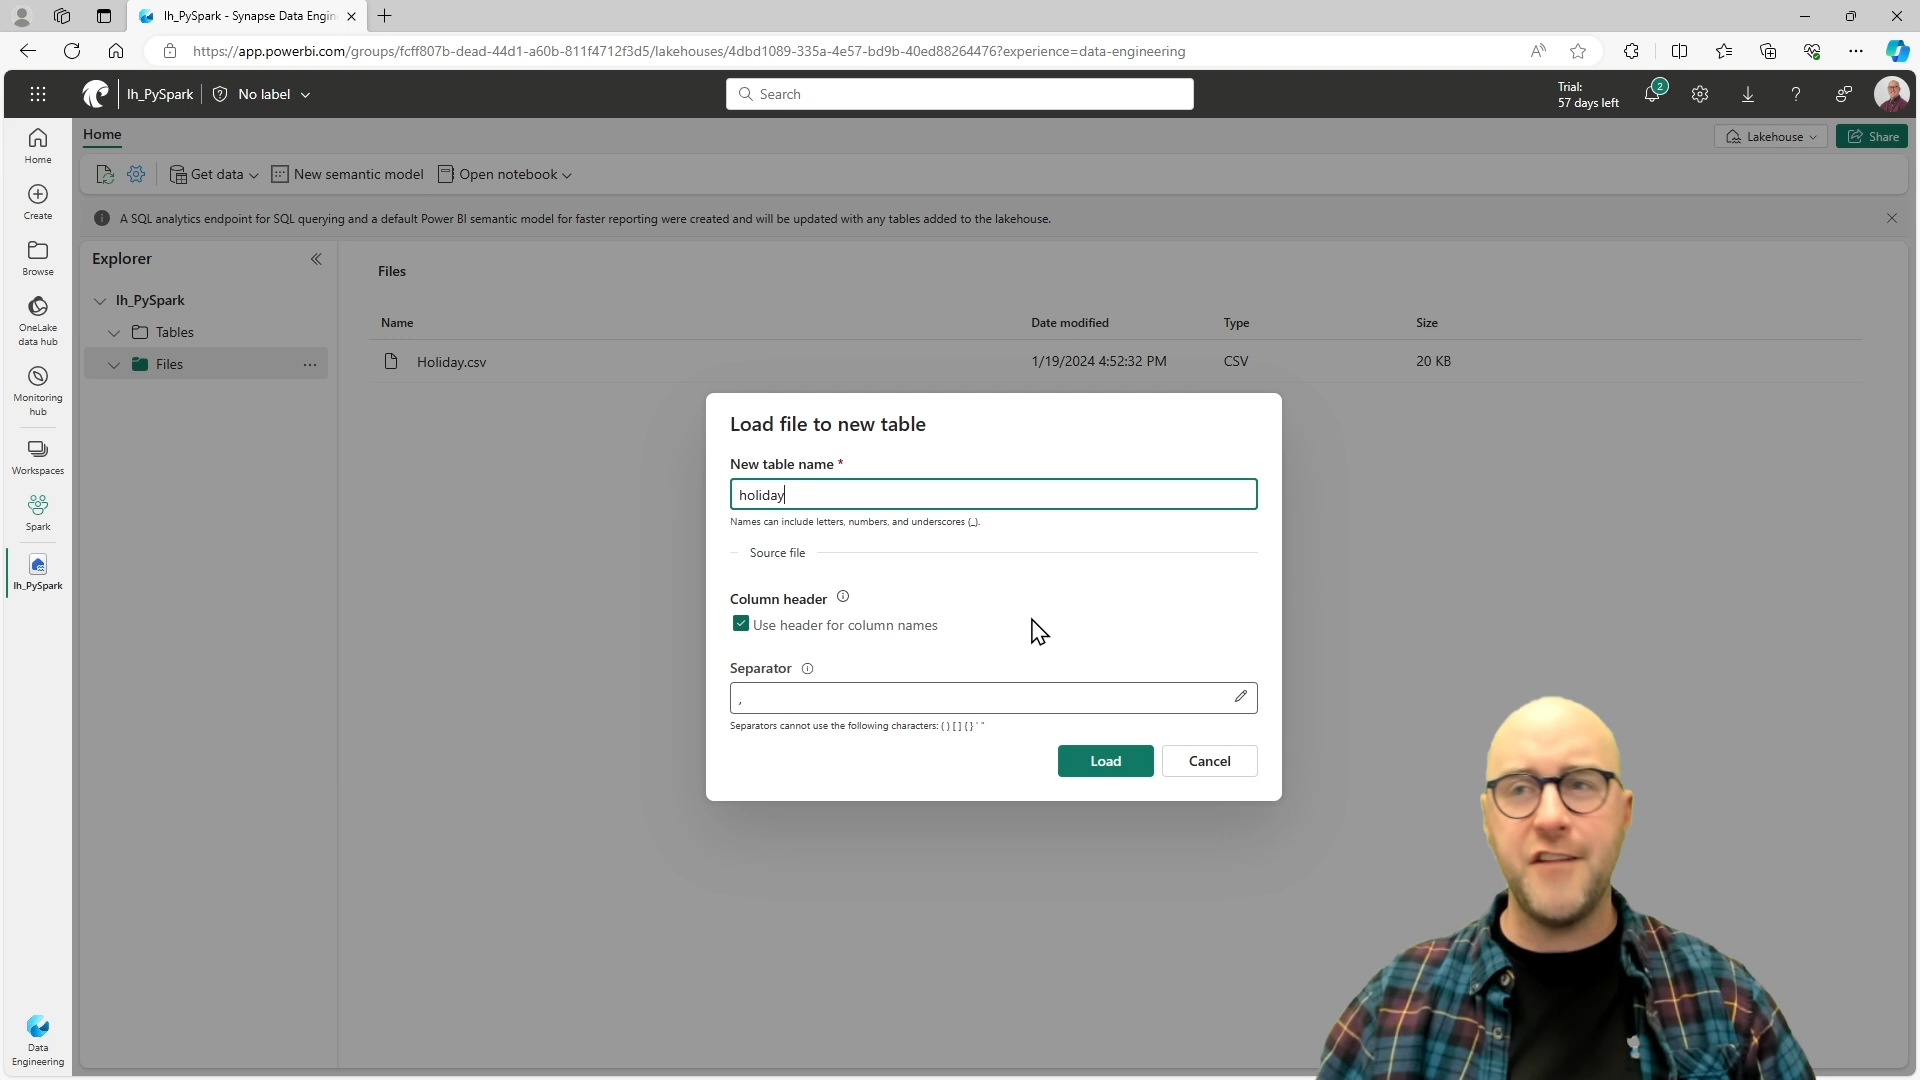 lh_PySpark - Synapse Data Engin
https://app.powerbi.com/groups/fcff807b-dead-44d1-a60b-811f4712f3d5/lakehouses/4dbd1089-335a-4e57-bd9b-40ed88264476?experience=data-engineering
lh_PySpark
No label
Search
Trial:
57 days left
2
Home
Create
Browse
OneLake
data hub
Monitoring
hub
Workspaces
Spark
lh_PySpark
Data
Engineering
Home
Lakehouse
Share
Get data
New semantic model
Open notebook
A SQL analytics endpoint for SQL querying and a default Power BI semantic model for faster reporting were created and will be updated with any tables added to the lakehouse.
Explorer
lh_PySpark
Tables
Files
Files
Name Date modified Type Size
Holiday.csv 1/19/2024 4:52:32 PM CSV 20 KB
Load file to new table
New table name *
holiday
Names can include letters, numbers, and underscores (_).
Source file
Column header
Use header for column names
Separator
,
Separators cannot use the following characters: ( ) [ ] { } ' "
Load
Cancel